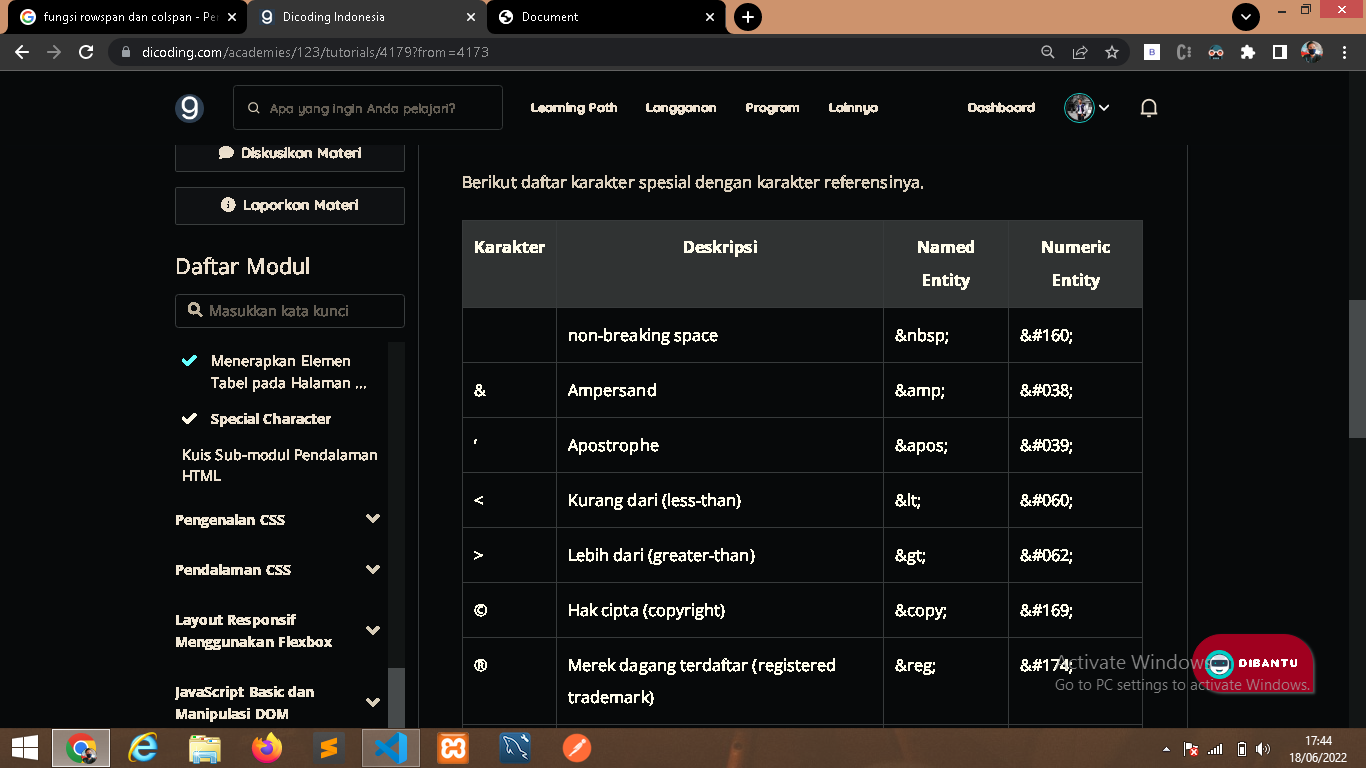 fungsi rowspan dan colspan - Pe
Dicoding Indonesia
Document
dicoding.com/academies/123/tutorials/4179?from=4173
Apa yang ingin Anda pelajari?
Learning Path
Langganan
Program
Lainnya
Dashboard
Diskusikan Materi
Laporkan Materi
Daftar Modul
Masukkan kata kunci
Menerapkan Elemen
Tabel pada Halaman ...
Special Character
Kuis Sub-modul Pendalaman
HTML
Pengenalan CSS
Pendalaman CSS
Layout Responsif
Menggunakan Flexbox
JavaScript Basic dan
Manipulasi DOM
Berikut daftar karakter spesial dengan karakter referensinya.
Karakter Deskripsi Named Entity Numeric Entity
non-breaking space &nbsp; &#160;
& Ampersand &amp; &#038;
‘ Apostrophe &apos; &#039;
< Kurang dari (less-than) &lt; &#060;
> Lebih dari (greater-than) &gt; &#062;
© Hak cipta (copyright) &copy; &#169;
® Merek dagang terdaftar (registered &reg; &#174;
trademark)
Activate Windows
Go to PC settings to activate Windows.
DIBANTU
17:44
18/06/2022